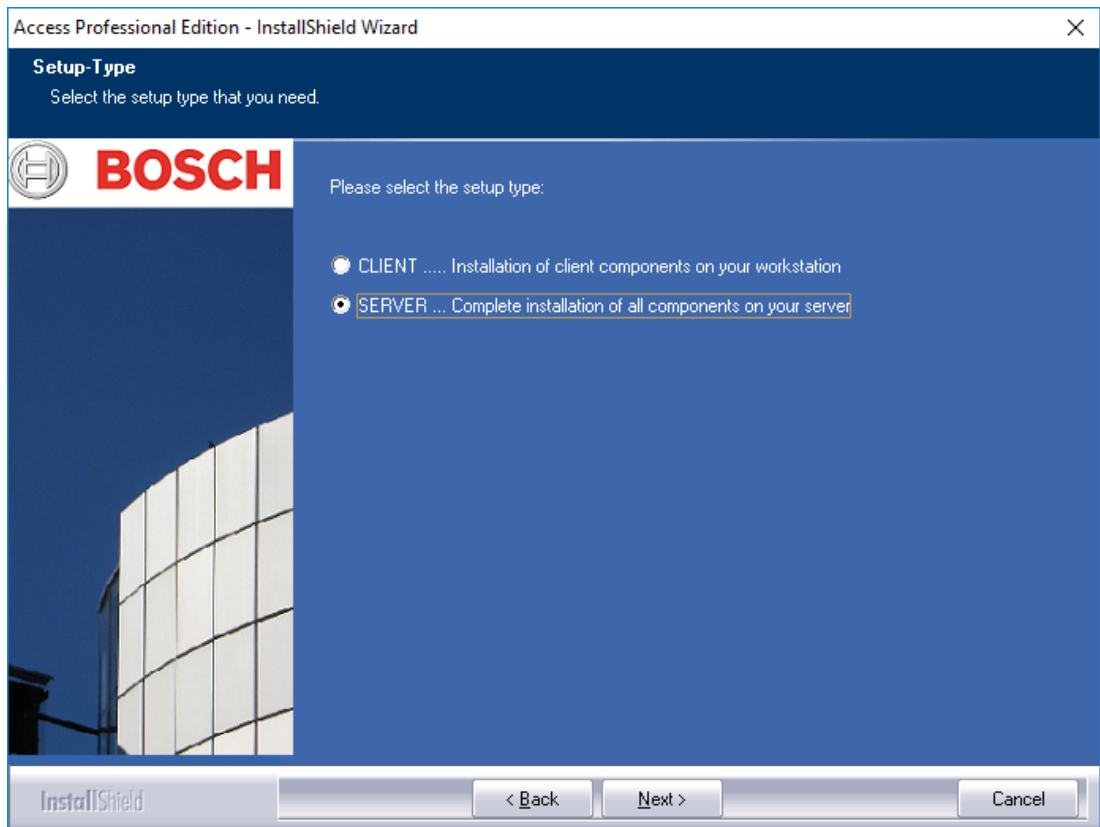 Access Professional Edition - InstallShield Wizard
Setup-Type
Select the setup type that you need.
BOSCH
Please select the setup type:
CLIENT ..... Installation of client components on your workstation
SERVER ... Complete installation of all components on your server
InstallShield
< Back
Next >
Cancel